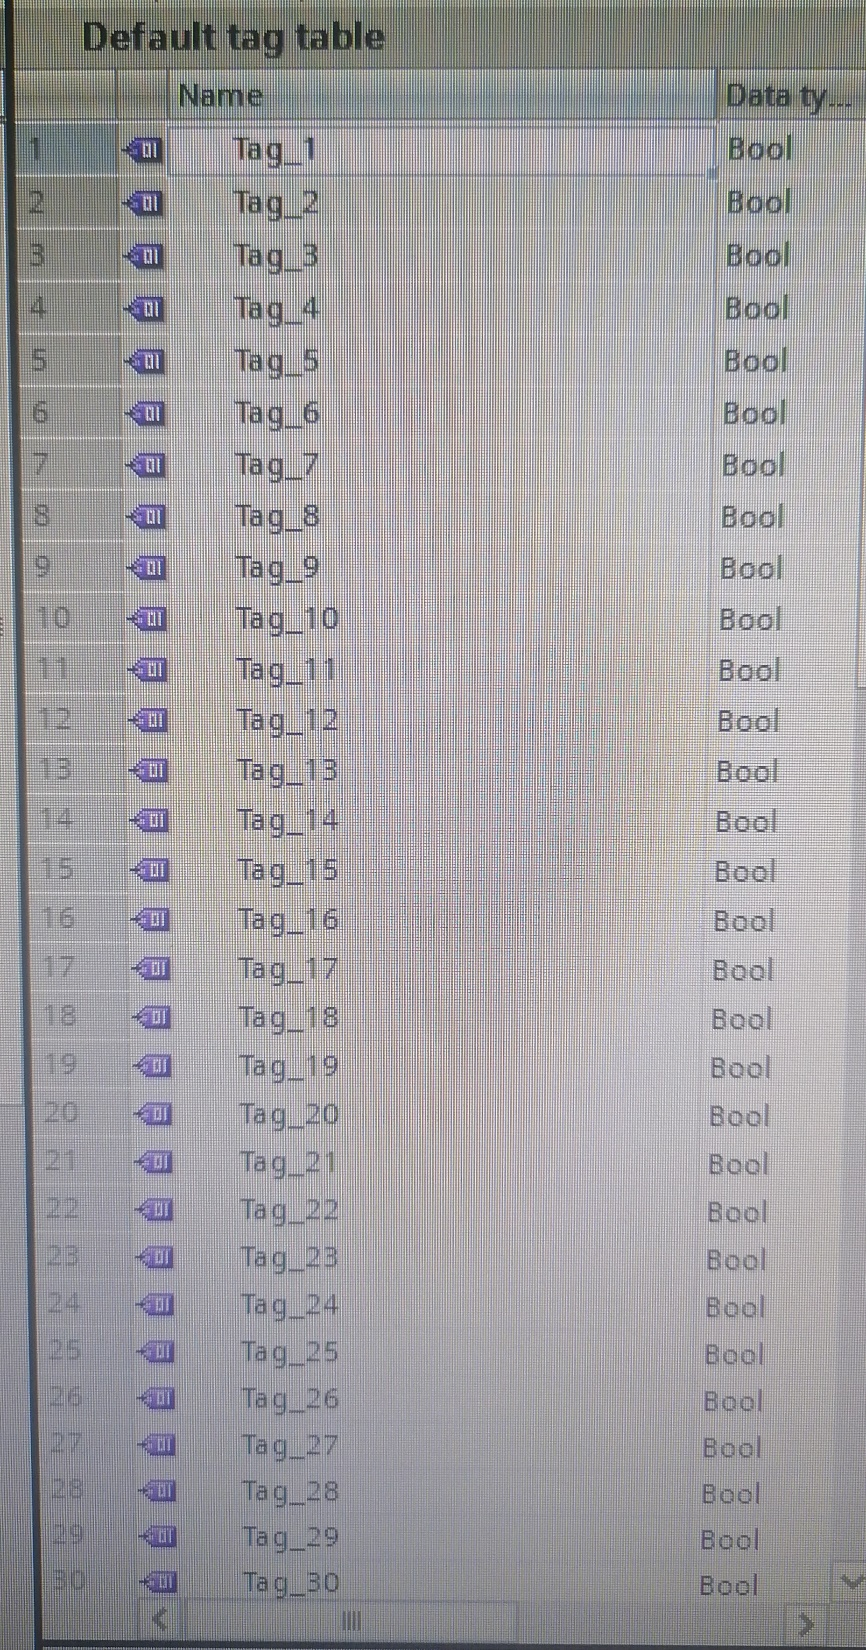 Default tag table
Name Data ty...
1 Tag_1 Bool
2 Tag_2 Bool
3 Tag_3 Bool
4 Tag_4 Bool
5 Tag_5 Bool
6 Tag_6 Bool
7 Tag_7 Bool
8 Tag_8 Bool
9 Tag_9 Bool
10 Tag_10 Bool
11 Tag_11 Bool
12 Tag_12 Bool
13 Tag_13 Bool
14 Tag_14 Bool
15 Tag_15 Bool
16 Tag_16 Bool
17 Tag_17 Bool
18 Tag_18 Bool
19 Tag_19 Bool
20 Tag_20 Bool
21 Tag_21 Bool
22 Tag_22 Bool
23 Tag_23 Bool
24 Tag_24 Bool
25 Tag_25 Bool
26 Tag_26 Bool
27 Tag_27 Bool
28 Tag_28 Bool
29 Tag_29 Bool
30 Tag_30 Bool